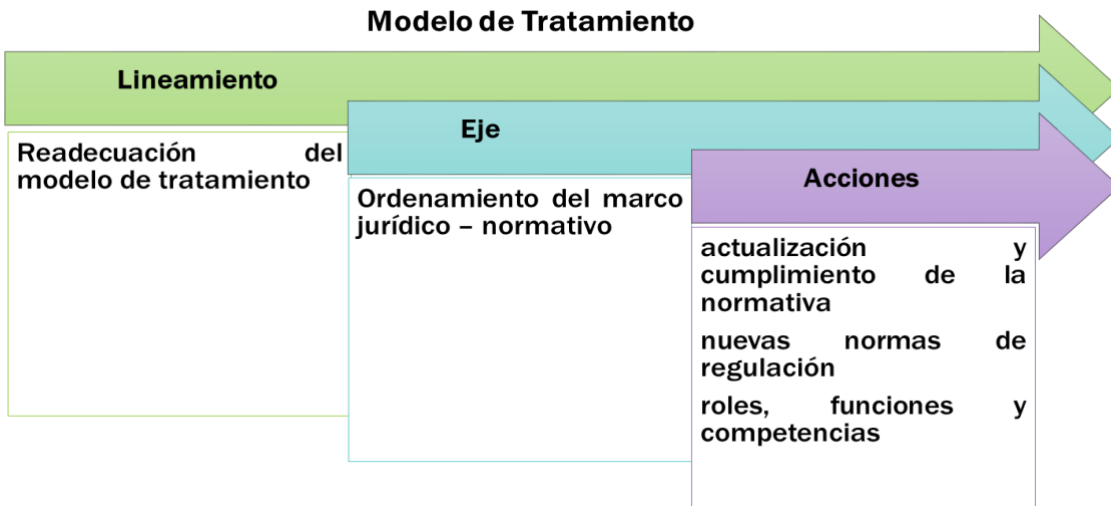 Modelo de Tratamiento
Lineamiento
Readecuación del
modelo de tratamiento
Eje
Ordenamiento del marco
jurídico – normativo
Acciones
actualización y
cumplimiento de la
normativa
nuevas normas de
regulación
roles, funciones y
competencias